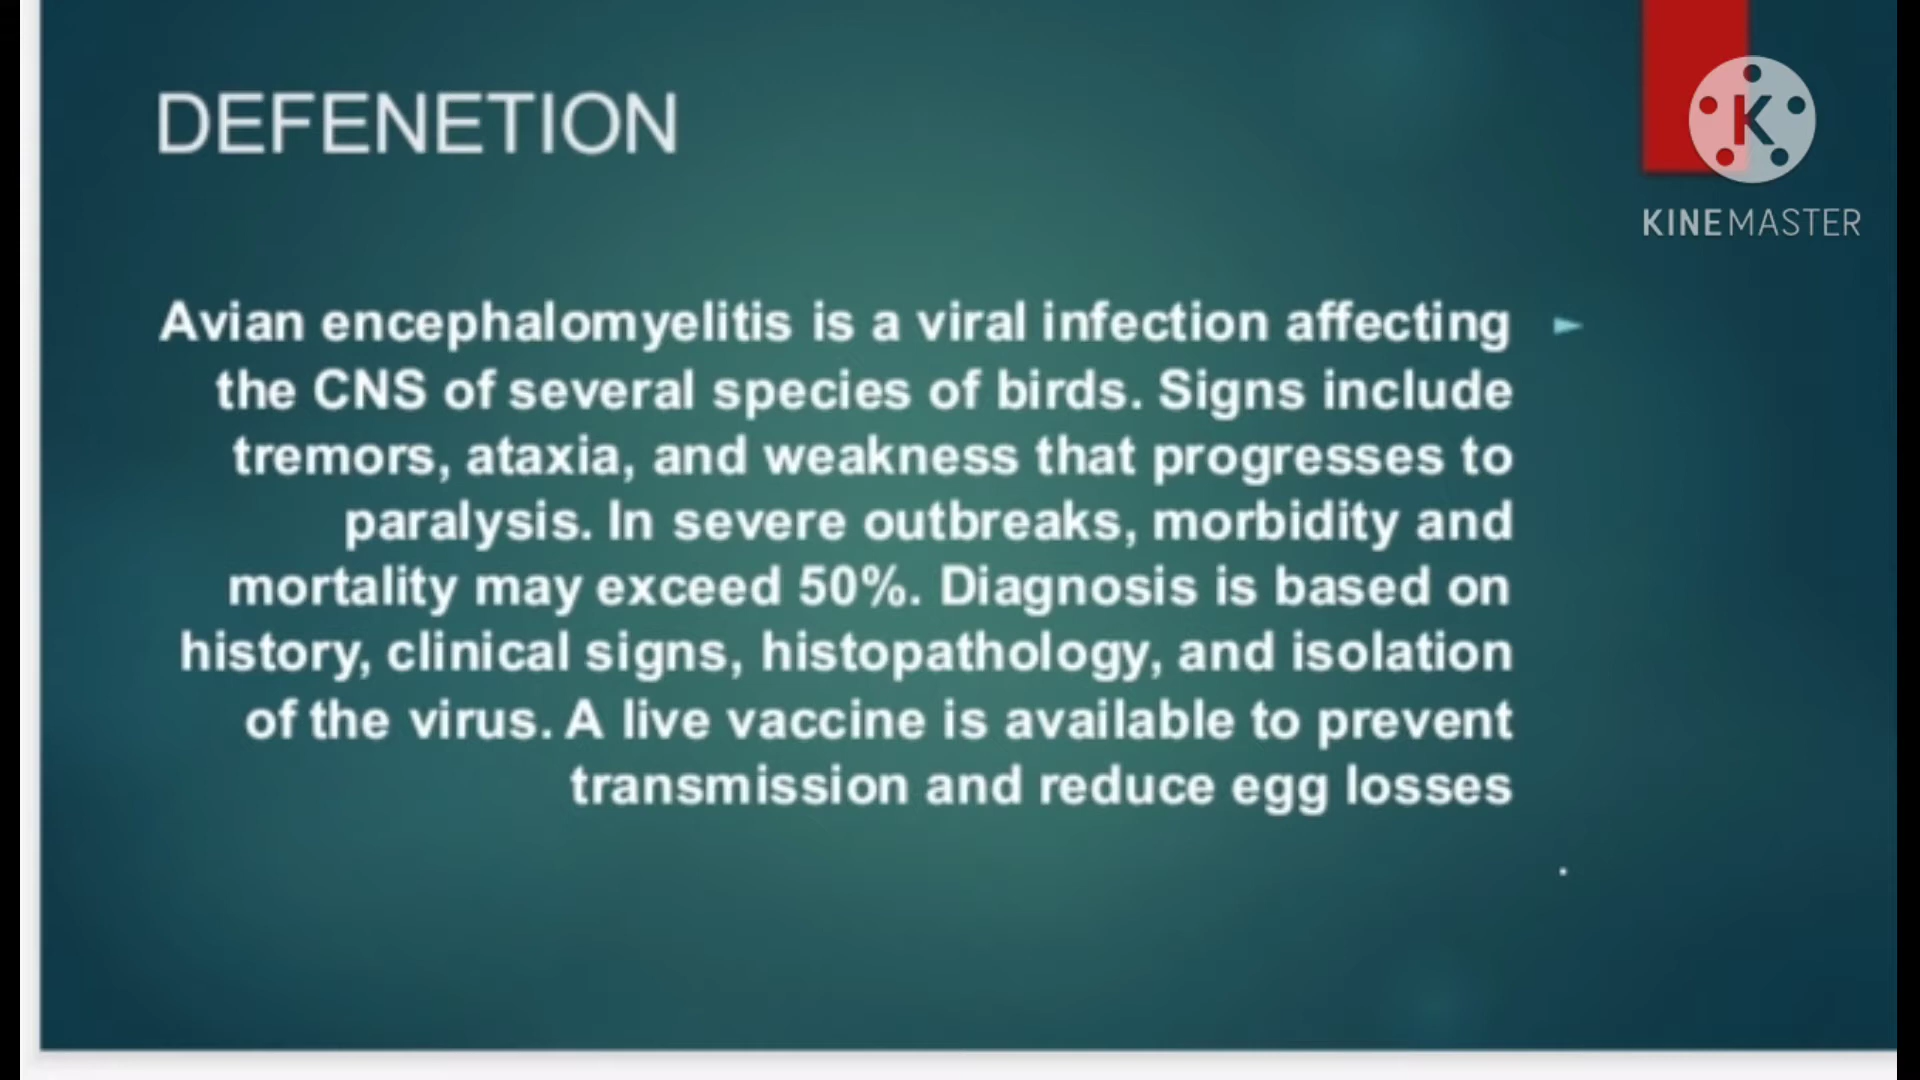 DEFENETION
K
KINEMASTER
Avian encephalomyelitis is a viral infection affecting
the CNS of several species of birds. Signs include
tremors, ataxia, and weakness that progresses to
paralysis. In severe outbreaks, morbidity and
mortality may exceed 50%. Diagnosis is based on
history, clinical signs, histopathology, and isolation
of the virus. A live vaccine is available to prevent
transmission and reduce egg losses
.